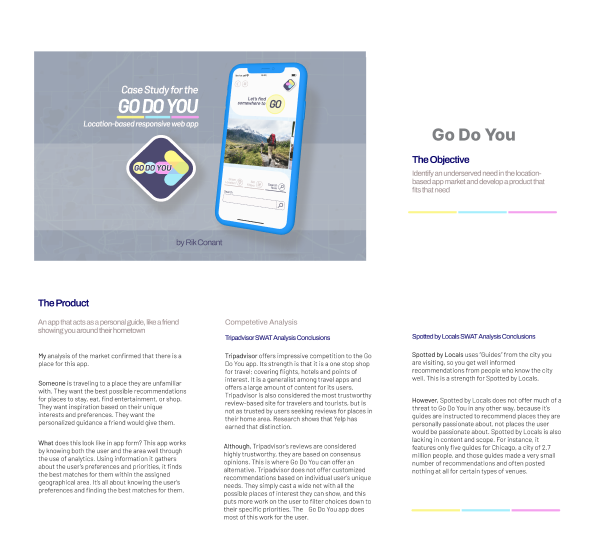 Case Study for the
GO DO YOU
Location-based responsive web app
GO DO YOU
Let's find
somewhere to GO
by Rik Conant
Go Do You
The Objective
Identify an underserved need in the location-
based app market and develop a product that
fits that need
The Product
An app that acts as a personal guide, like a friend
showing you around their hometown
My analysis of the market confirmed that there is a
place for this app.
Someone is traveling to a place they are unfamiliar
with. They want the best possible recommendations
for places to stay, eat, find entertainment, or shop.
They want inspiration based on their unique
interests and preferences. They want the
personalized guidance a friend would give them.
What does this look like in app form? This app works
by knowing both the user and the area well through
the use of analytics. Using information it gathers
about the user's preferences and priorities, it finds
the best matches for them within the assigned
geographical area. It's all about knowing the user's
preferences and finding the best matches for them.
Competetive Analysis
Tripadvisor SWAT Analysis Conclusions
Tripadvisor offers impressive competition to the Go
Do You app. Its strength is that it is a one stop shop
for travel; covering flights, hotels and points of
interest. It is a generalist among travel apps and
offers a large amount of content for its users.
Tripadvisor is also considered the most trustworthy
review-based site for travelers and tourists, but is
not as trusted by users seeking reviews for places in
their home area. Research shows that Yelp has
earned that distinction.
Although, Tripadvisor's reviews are considered
highly trustworthy, they are based on consensus
opinions. This is where Go Do You can offer an
alternative. Tripadvisor does not offer customized
recommendations based on individual user's unique
needs. They simply cast a wide net with all the
possible places of interest they can show, and this
puts more work on the user to filter choices down to
their specific priorities. The Go Do You app does
most of this work for the user.
Spotted by Locals SWAT Analysis Conclusions
Spotted by Locals uses "Guides" from the city you
are visiting, so you get well informed
recommendations from people who know the city
well. This is a strength for Spotted by Locals.
However, Spotted by Locals does not offer much of a
threat to Go Do You in any other way, because it's
guides are instructed to recommend places they are
personally passionate about, not places the user
would be passionate about. Spotted by Locals is also
lacking in content and scope. For instance, it
features only five guides for Chicago, a city of 2.7
million people, and those guides made a very small
number of recommendations and often posted
nothing at all for certain types of venues.